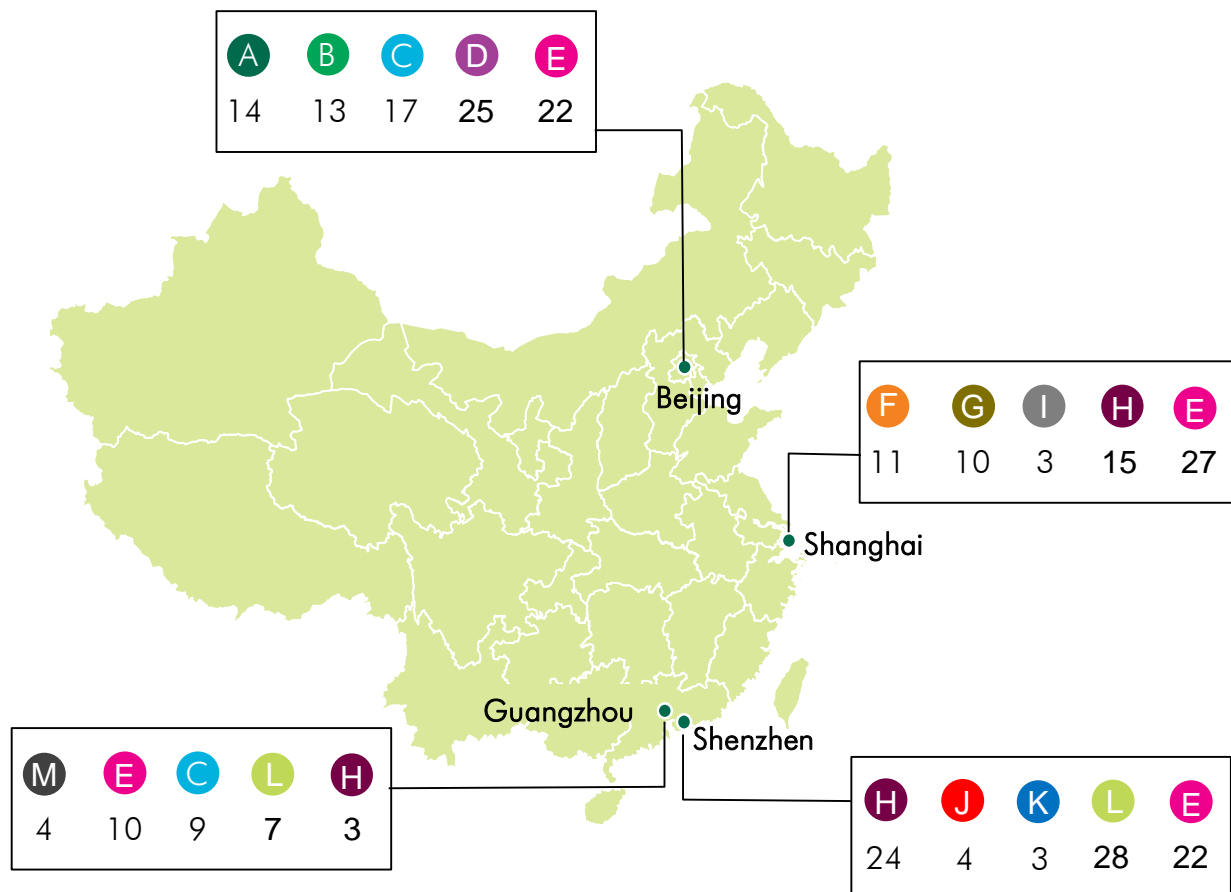 A B C D E
14 13 17 25 22
Beijing
F G I H E
11 10 3 15 27
Shanghai
Guangzhou
Shenzhen
M E C L H
4 10 9 7 3
H J K L E
24 4 3 28 22